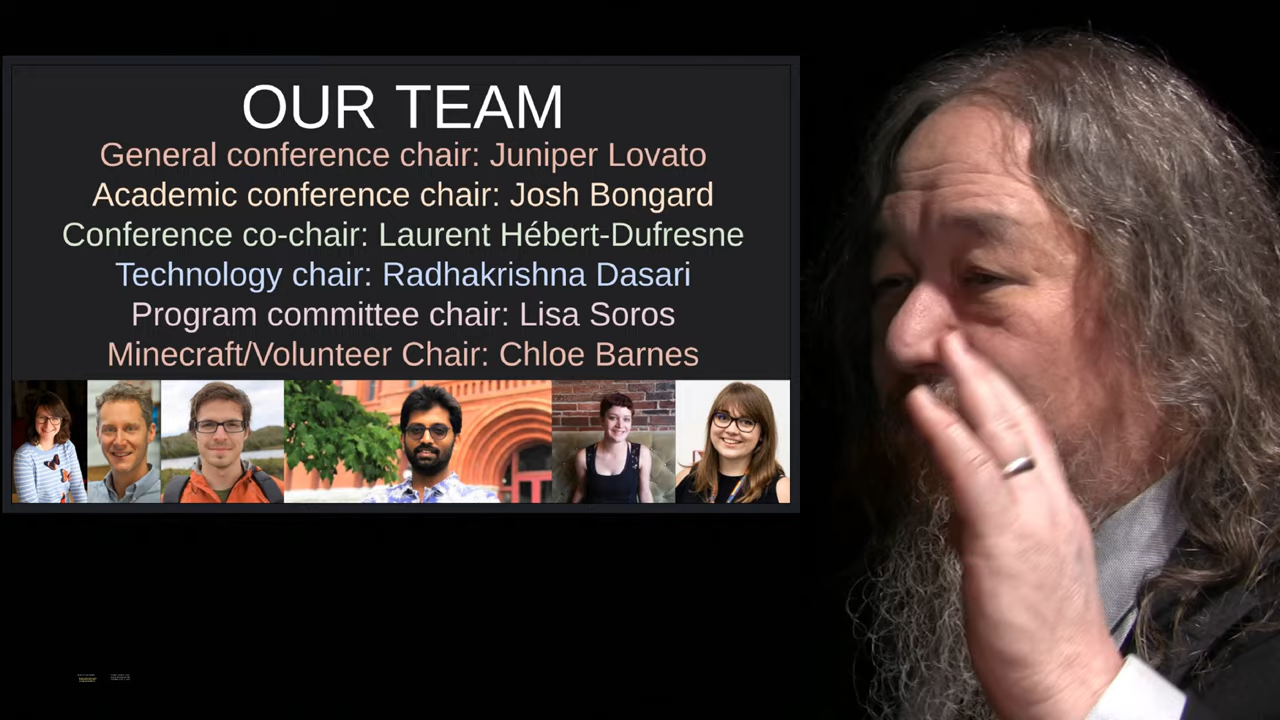 OUR TEAM
General conference chair: Juniper Lovato
Academic conference chair: Josh Bongard
Conference co-chair: Laurent Hébert-Dufresne
Technology chair: Radhakrishna Dasari
Program committee chair: Lisa Soros
Minecraft/Volunteer Chair: Chloe Barnes